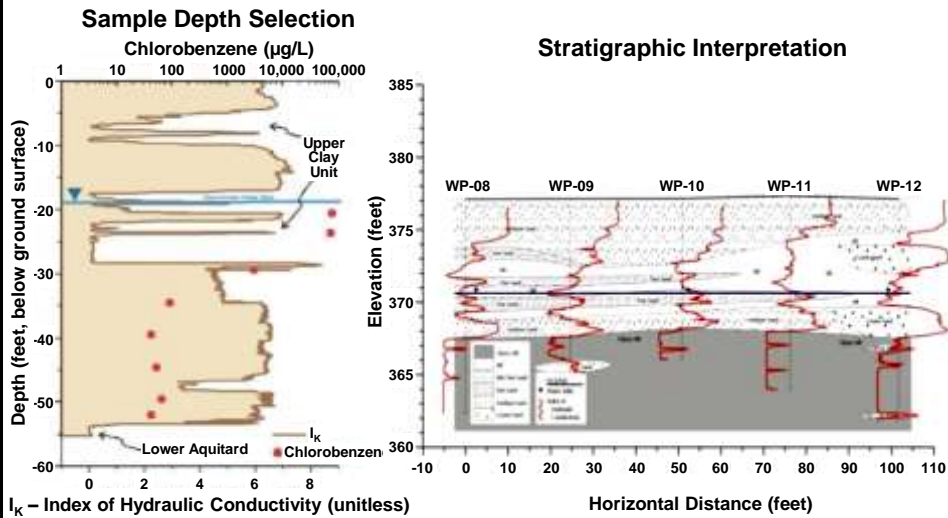 Sample Depth Selection
Chlorobenzene (µg/L)
1 10 100 1000 10,000 100,000
0
-10
-20
-30
-40
-50
-60
Depth (feet, below ground surface)
Upper
Clay
Unit
Lower Aquitard
I_K
Chlorobenzene
0 2 4 6 8
I_K – Index of Hydraulic Conductivity (unitless)
Stratigraphic Interpretation
385
380
375
370
365
360
Elevation (feet)
WP-08 WP-09 WP-10 WP-11 WP-12
-10 0 10 20 30 40 50 60 70 80 90 100 110
Horizontal Distance (feet)